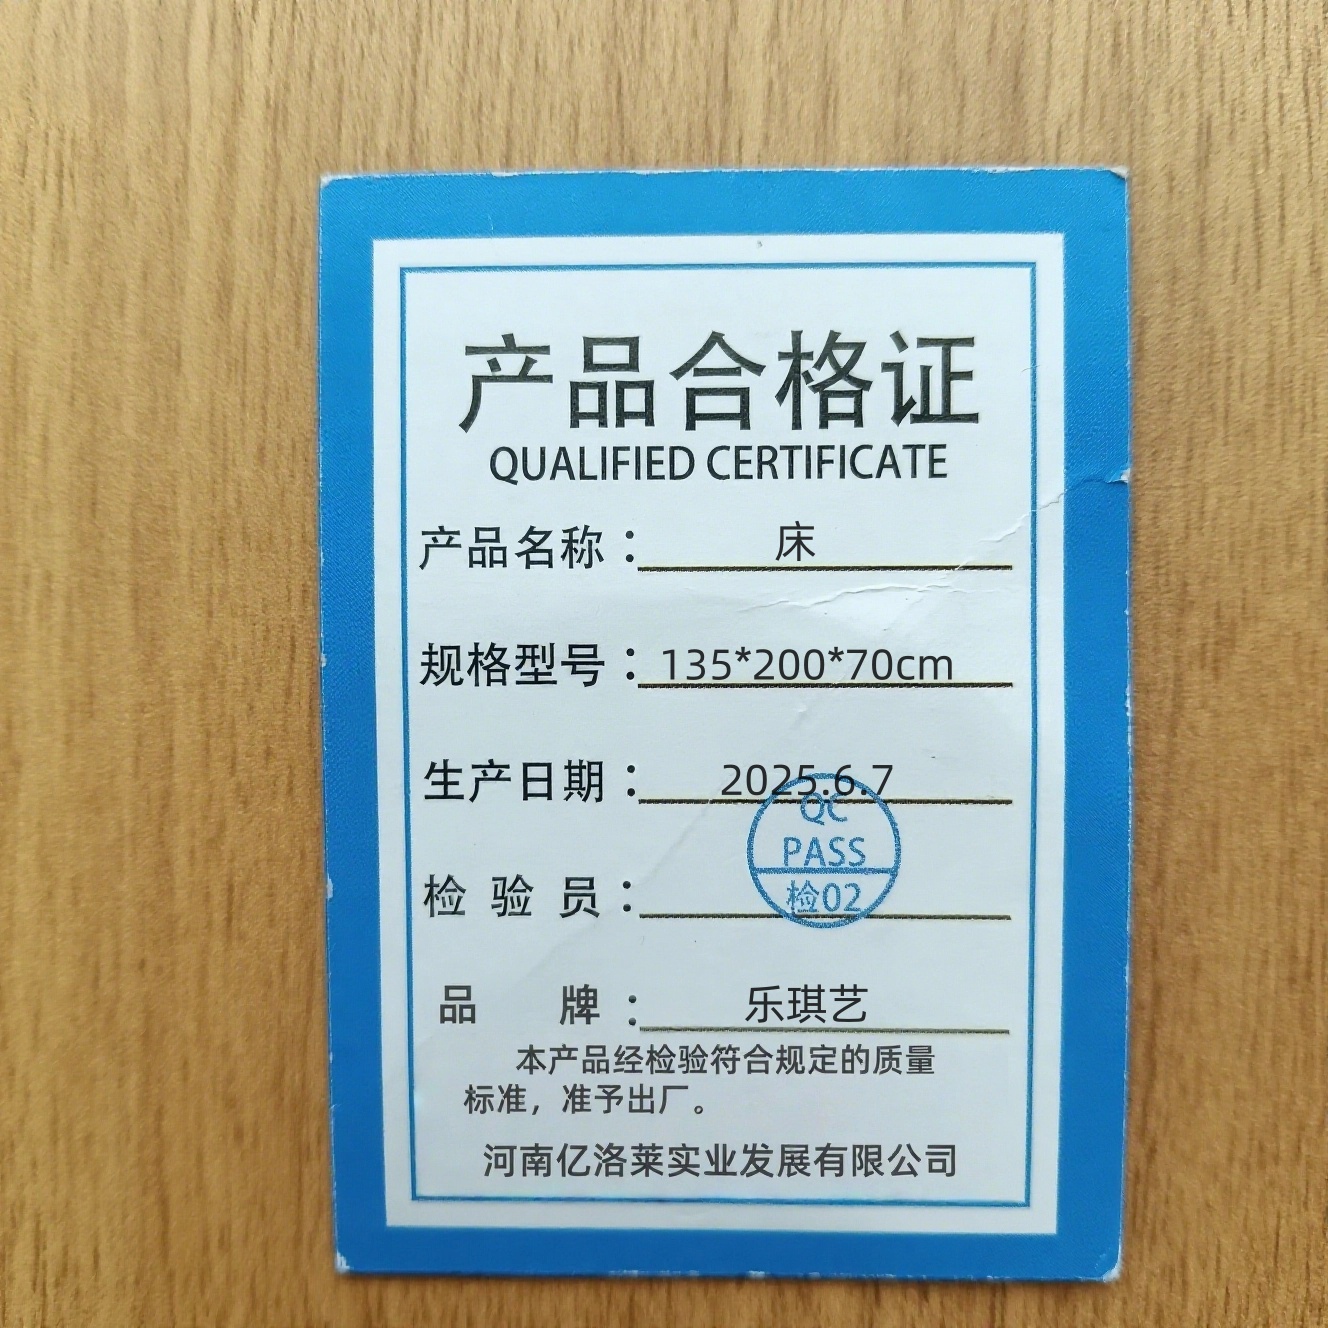 产品合格证
QUALIFIED CERTIFICATE
产品名称：床
规格型号：135*200*70cm
生产日期：2025.6.7
QC
PASS
检验员：检02
品牌：乐琪艺
本产品经检验符合规定的质量
标准，准予出厂。
河南亿洛莱实业发展有限公司